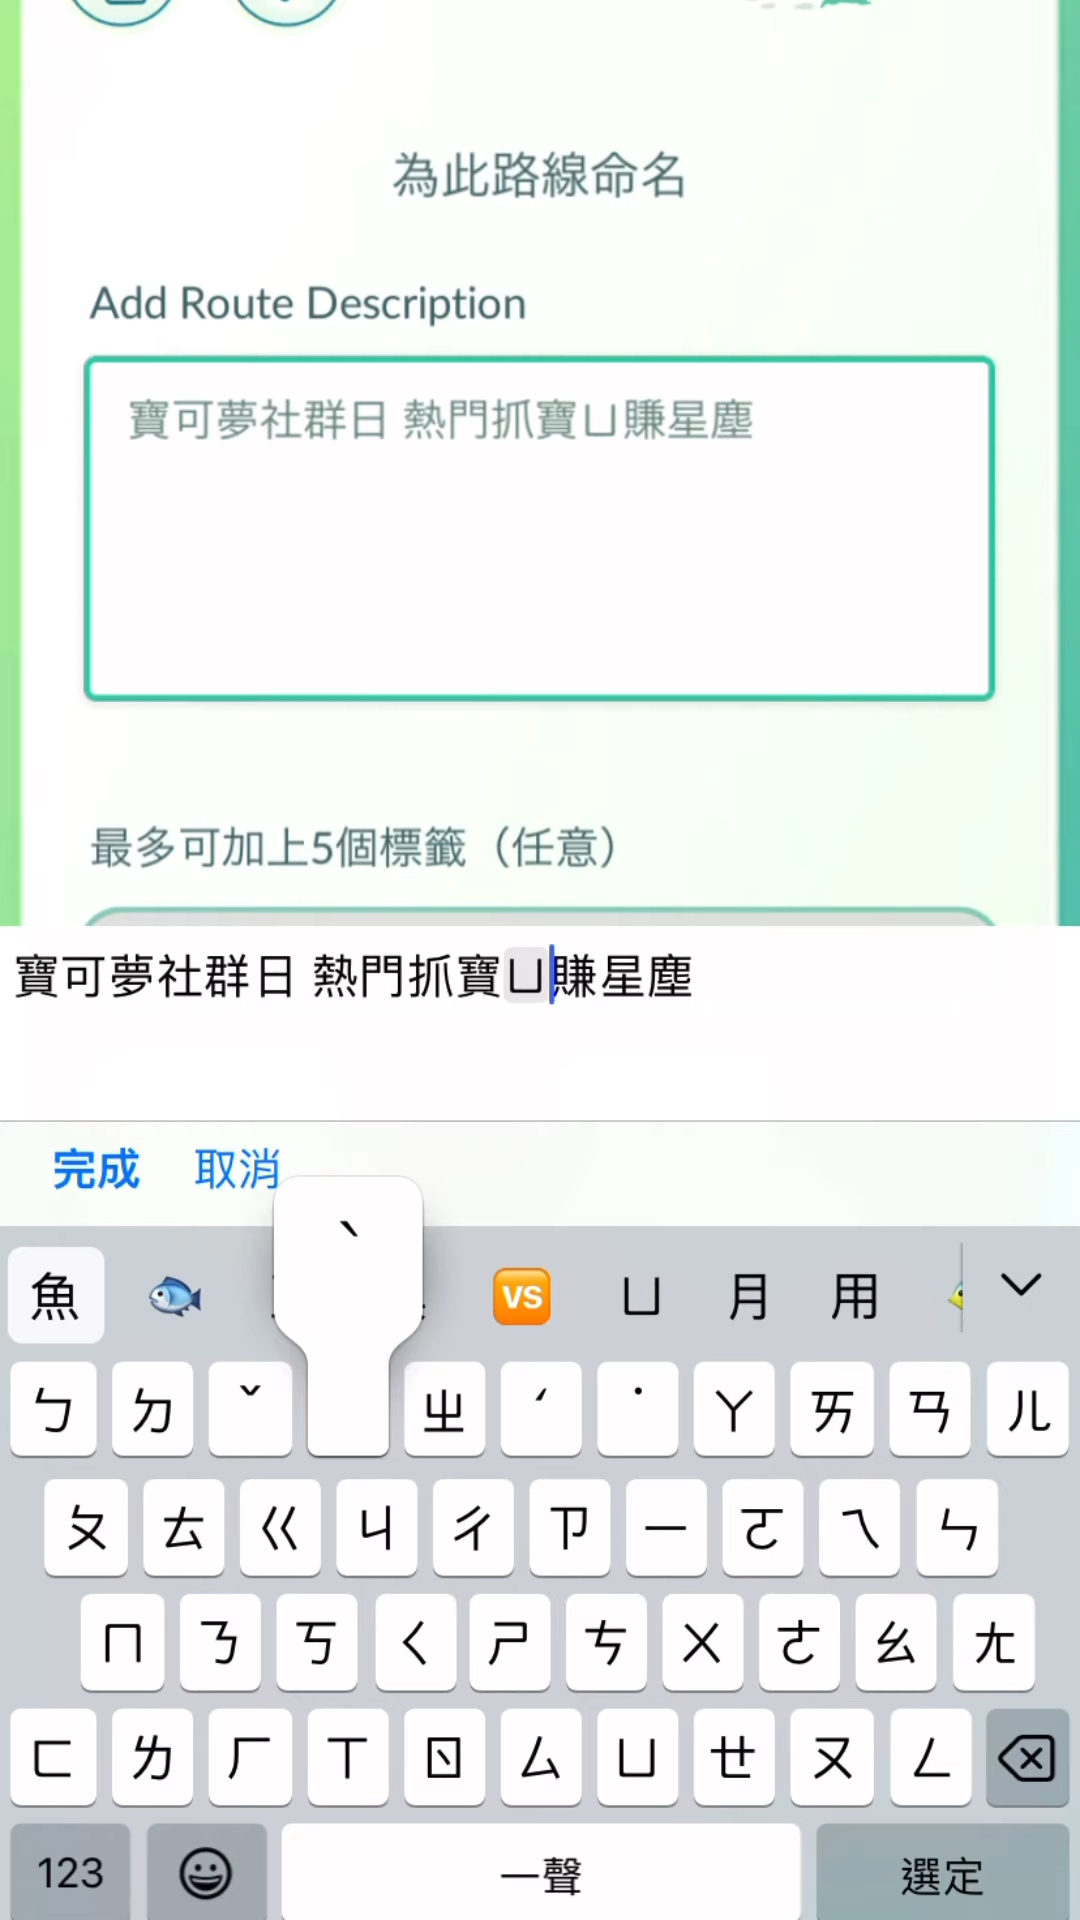 為此路線命名
Add Route Description
寶可夢社群日 熱門抓寶ㄩ賺星塵
最多可加上5個標籤（任意）
寶可夢社群日 熱門抓寶ㄩ賺星塵
完成 取消
魚 🐟 🆚 ㄩ 月 用
ˋ
ㄅ ㄉ ˇ ㄓ ˊ ˙ ㄚ ㄞ ㄢ ㄦ
ㄆ ㄊ ㄍ ㄐ ㄔ ㄗ ㄧ ㄛ ㄟ ㄣ
ㄇ ㄋ ㄎ ㄑ ㄕ ㄘ ㄨ ㄜ ㄠ ㄤ
ㄈ ㄌ ㄏ ㄒ ㄖ ㄙ ㄩ ㄝ ㄡ ㄥ
123 一聲 選定